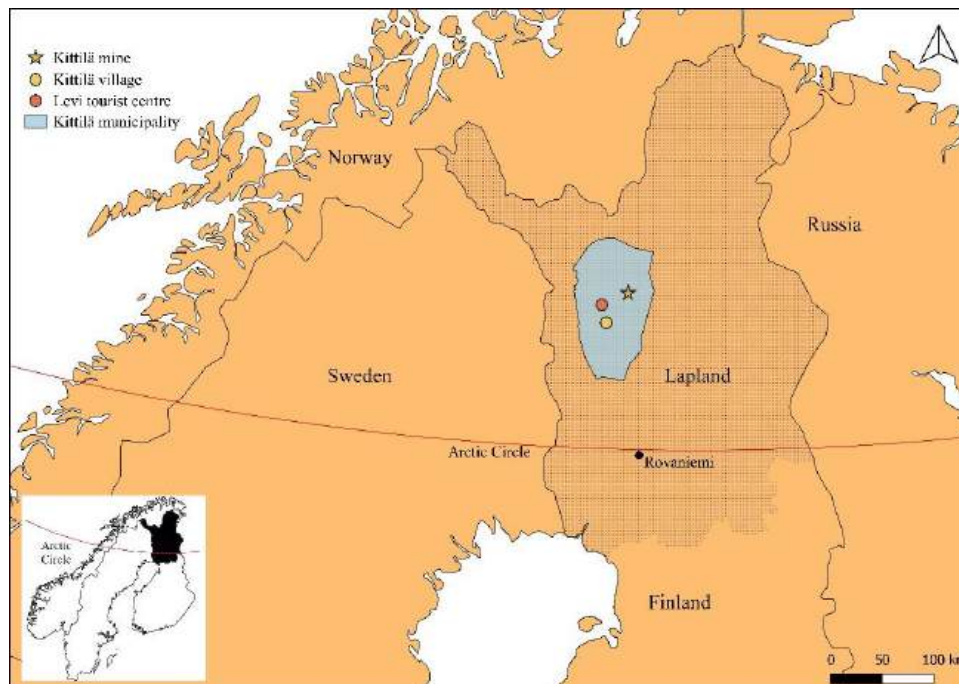 Kittilä mine
Kittilä village
Levi tourist centre
Kittilä municipality
Norway
Russia
Sweden
Lapland
Arctic Circle
Rovaniemi
Arctic
Circle
Finland
0 50 100 km